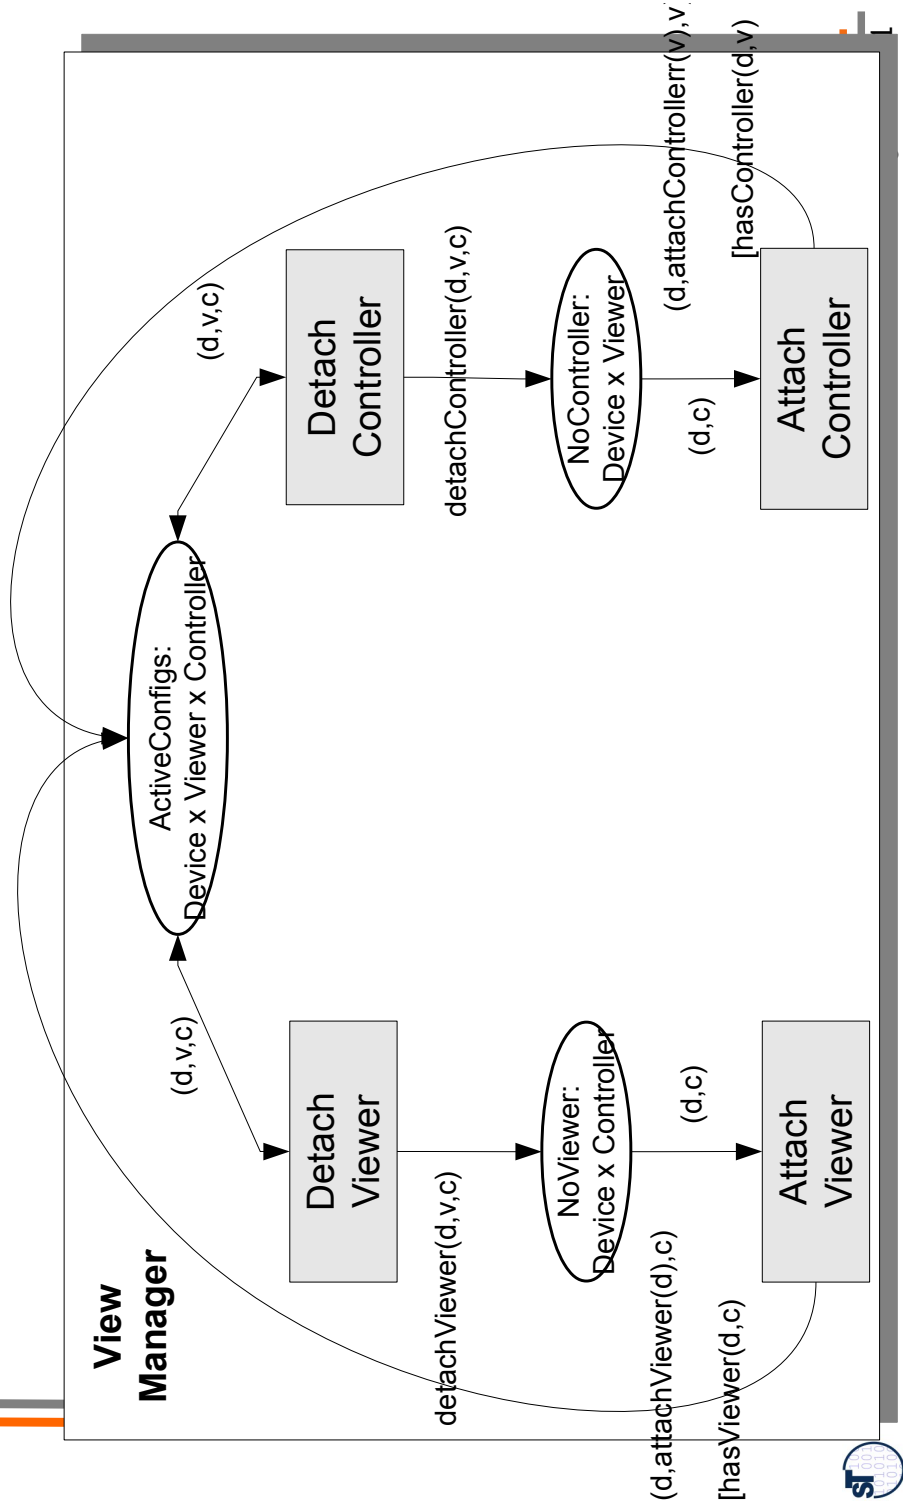 View
Manager
ActiveConfigs:
Device x Viewer x Controller
(d,v,c)
(d,v,c)
Detach
Viewer
Detach
Controller
detachViewer(d,v,c)
detachController(d,v,c)
NoViewer:
Device x Controller
NoController:
Device x Viewer
(d,attachViewer(d),c)
(d,c)
(d,c)
(d,attachControllerr(v),v
[hasViewer(d,c)
[hasController(d,v)
Attach
Viewer
Attach
Controller
sT